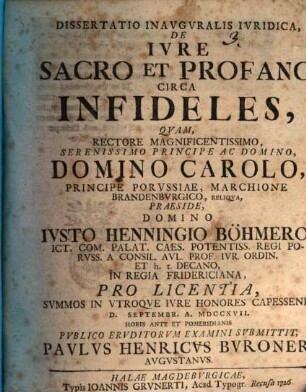 DISSERTATIO INAVGVRALIS IVRIDICA,
DE
IVRE
SACRO ET PROFANO
CIRCA
INFIDELES,
QVAM,
RECTORE MAGNIFICENTISSIMO,
SERENISSIMO PRINCIPE AC DOMINO,
DOMINO CAROLO,
PRINCIPE PORVSSIAE, MARCHIONE
BRANDENBVRGICO, RELIQVA,
PRAESIDE,
DOMINO
IVSTO HENNINGIO BÖHMERO
ICT. COM. PALAT. CAES. POTENTISS. REGI PO-
RVSS. A CONSIL. AVL. PROF. IVR. ORDIN.
ET h. t. DECANO,
IN REGIA FRIDERICIANA,
PRO LICENTIA,
SVMMOS IN VTROQVE IVRE HONORES CAPESSENDI
D. SEPTEMBR. A. MDCCXVII.
HORIS ANTE ET POMERIDIANIS
PVBLICO ERVDITORVM EXAMINI SVBMITTIT
PAVLVS HENRICVS BVRONER
AVGVSTANVS.
HALAE MAGDEBVRGICAE,
Typis IOANNIS GRVNERTI, Acad. Typogr. Recusa 1726.